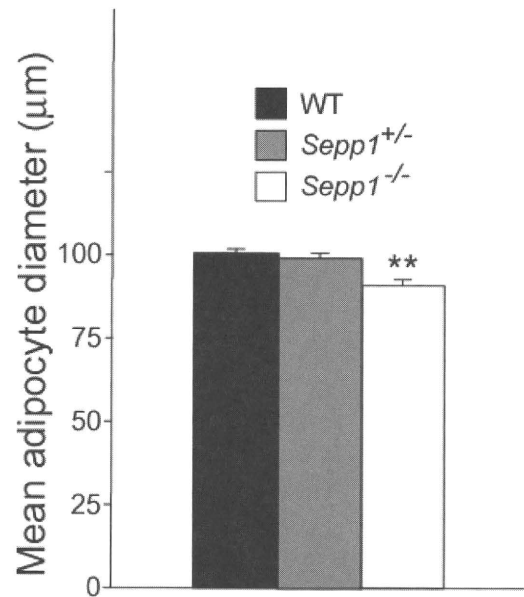 Mean adipocyte diameter (μm)
WT
Sepp1+/-
Sepp1-/-
100
**
75
50
25
0